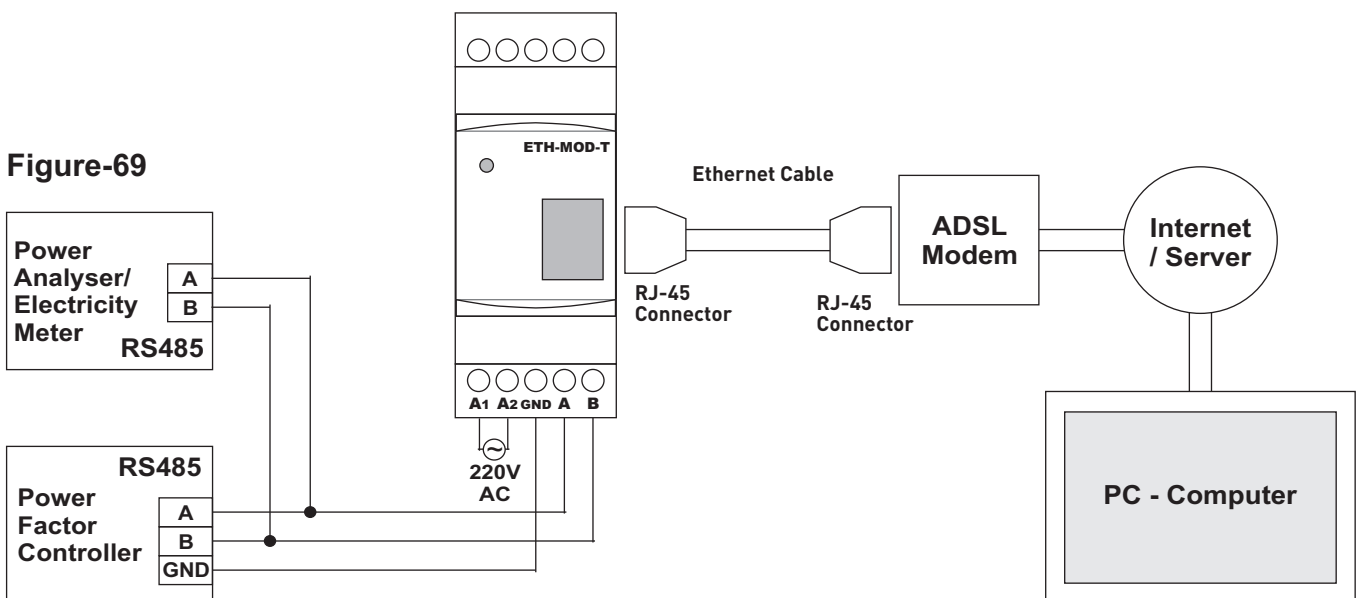 Figure-69
Power
Analyser/
Electricity
Meter
A
B
RS485
RS485
Power
Factor
Controller
A
B
GND
ETH-MOD-T
A1 A2 GND A B
~
220V
AC
Ethernet Cable
RJ-45
Connector
RJ-45
Connector
ADSL
Modem
Internet
/ Server
PC - Computer